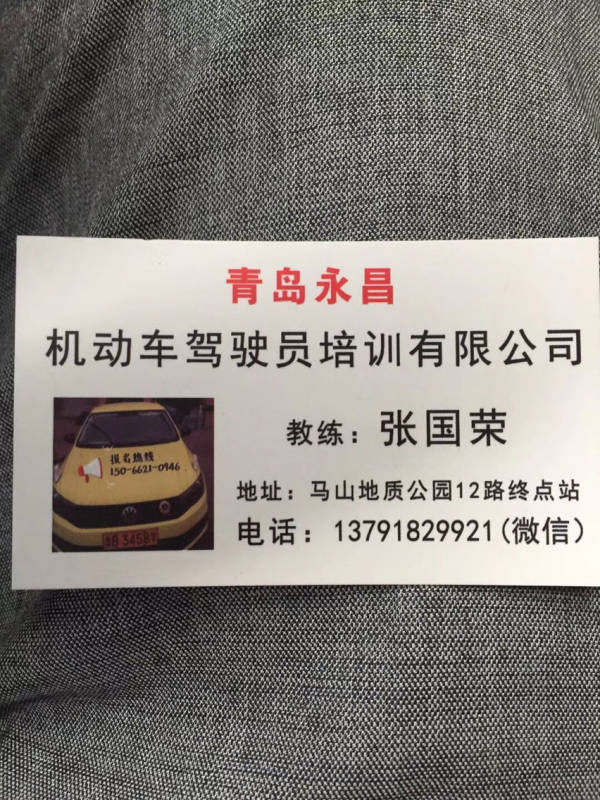 青岛永昌
机动车驾驶员培训有限公司
教练：张国荣
报名热线
150-6621-0946
地址：马山地质公园12路终点站
电话：13791829921(微信)